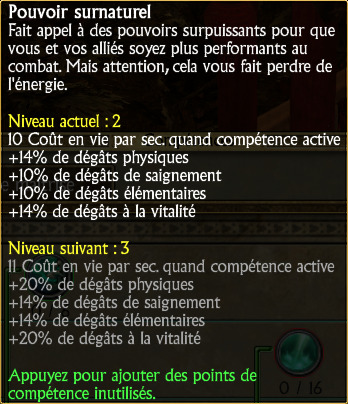 Pouvoir surnaturel
Fait appel à des pouvoirs surpuissants pour que
vous et vos alliés soyez plus performants au
combat. Mais attention, cela vous fait perdre de
l'énergie.
Niveau actuel : 2
10 Coût en vie par sec. quand compétence active
+14% de dégâts physiques
+10% de dégâts de saignement
+10% de dégâts élémentaires
+14% de dégâts à la vitalité
Niveau suivant : 3
11 Coût en vie par sec. quand compétence active
+20% de dégâts physiques
+14% de dégâts de saignement
+14% de dégâts élémentaires
+20% de dégâts à la vitalité
Appuyez pour ajouter des points de
compétence inutilisés.
0 / 16